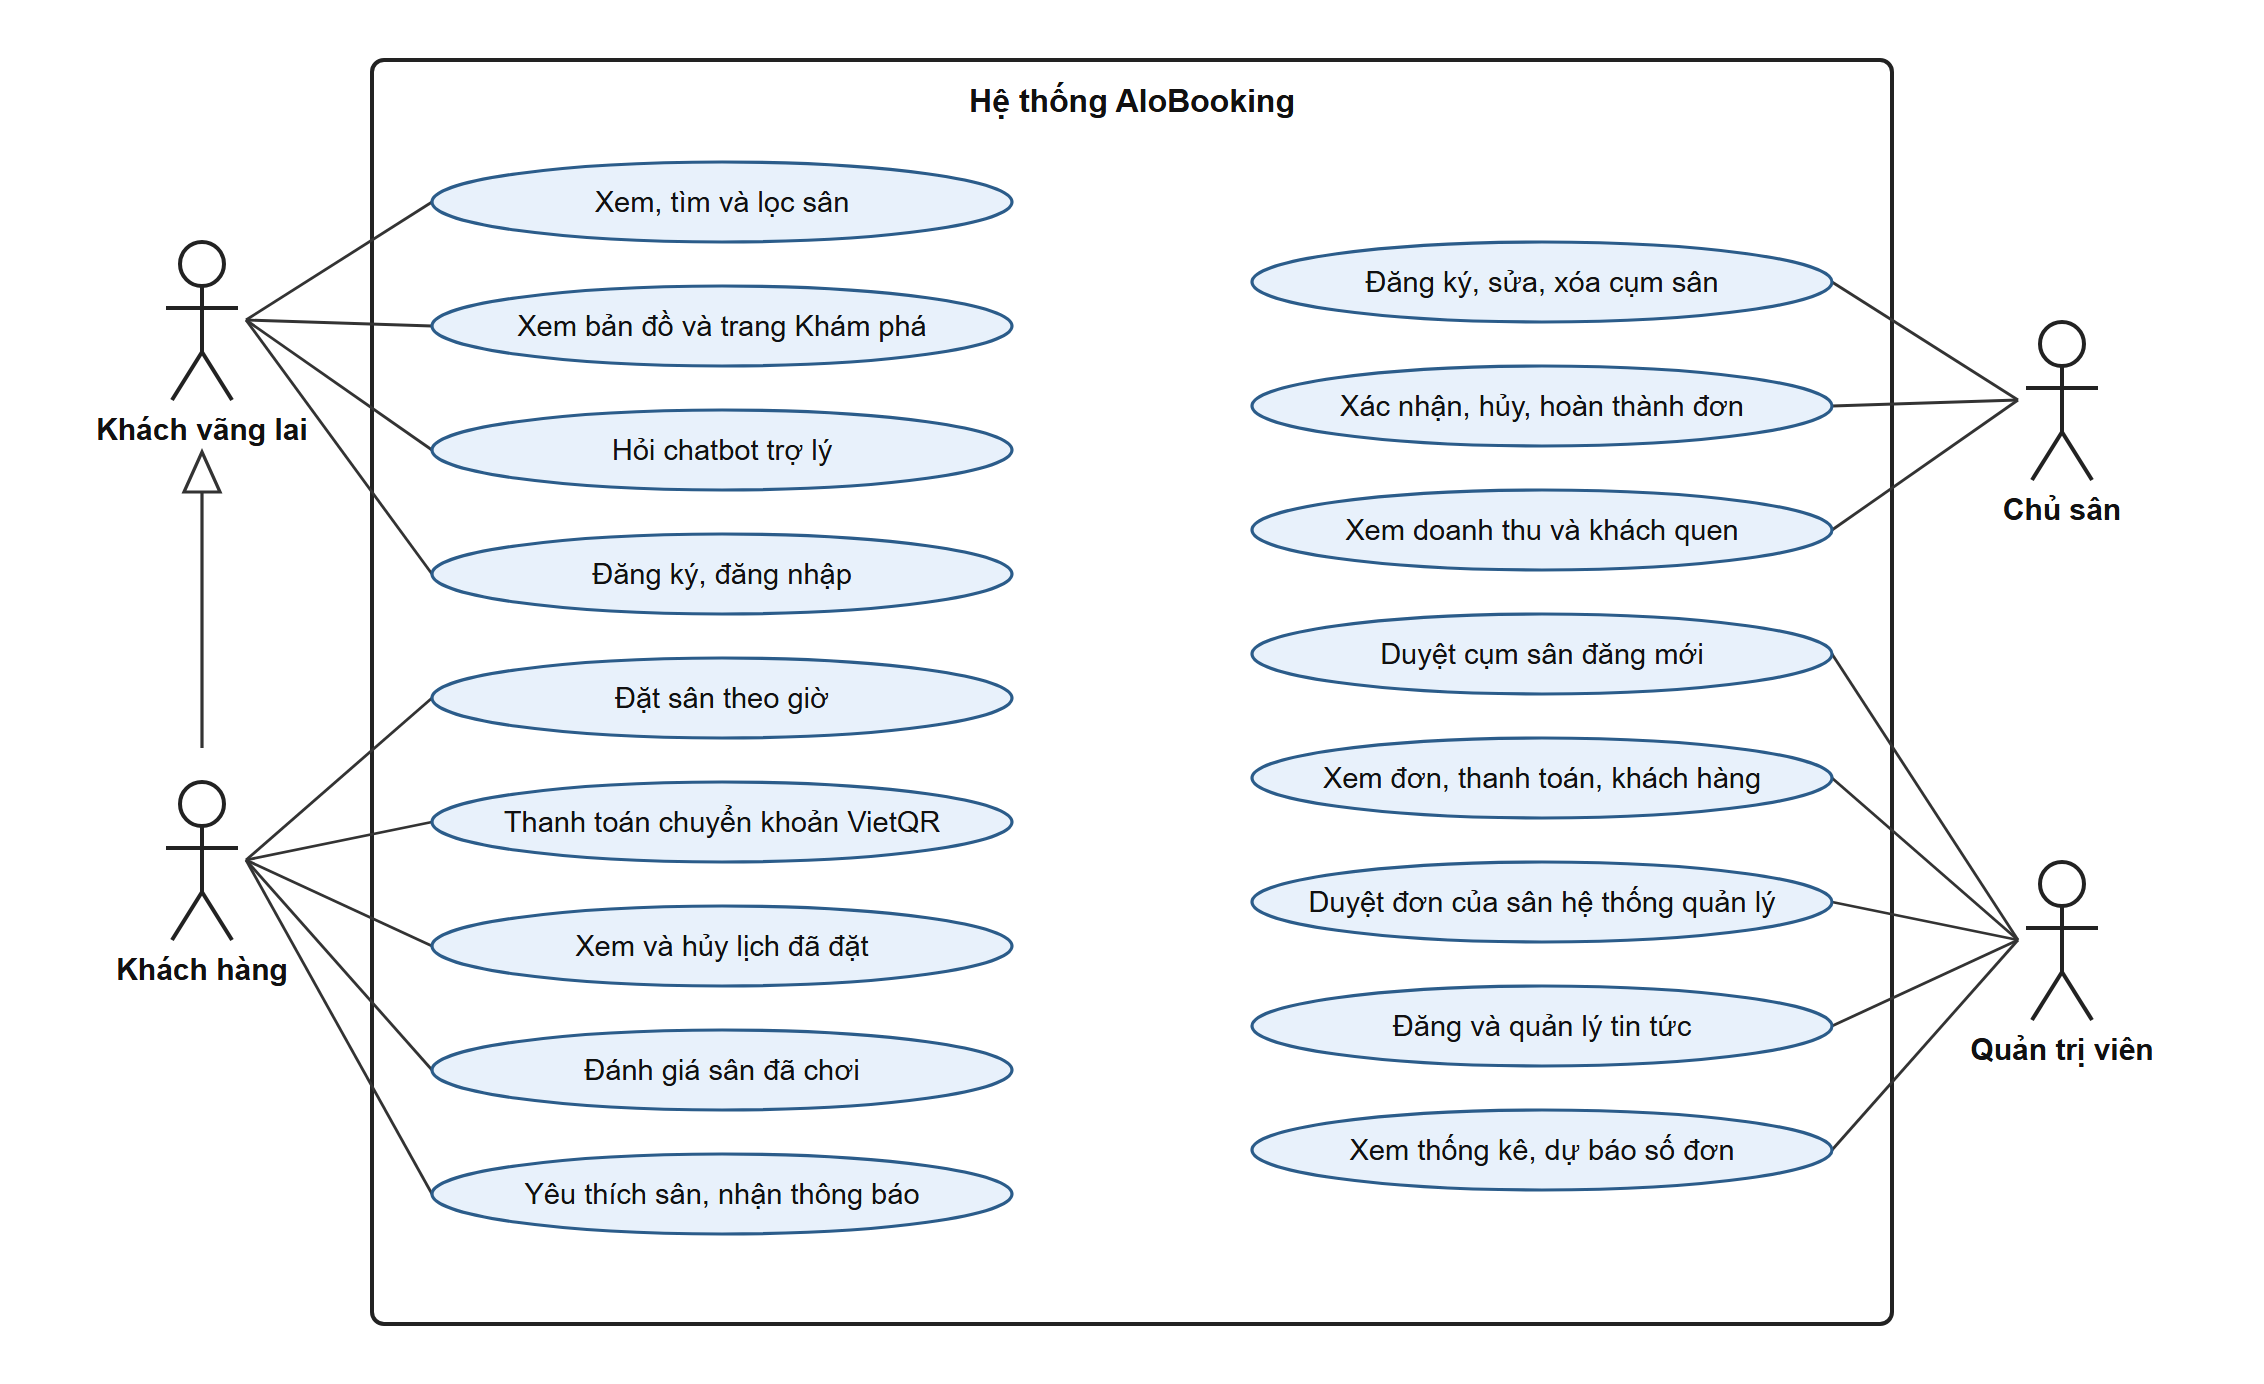 Hệ thống AloBooking
Xem, tìm và lọc sân
Xem bản đồ và trang Khám phá
Hỏi chatbot trợ lý
Đăng ký, đăng nhập
Đặt sân theo giờ
Thanh toán chuyển khoản VietQR
Xem và hủy lịch đã đặt
Đánh giá sân đã chơi
Yêu thích sân, nhận thông báo
Khách vãng lai
Khách hàng
Đăng ký, sửa, xóa cụm sân
Xác nhận, hủy, hoàn thành đơn
Xem doanh thu và khách quen
Duyệt cụm sân đăng mới
Xem đơn, thanh toán, khách hàng
Duyệt đơn của sân hệ thống quản lý
Đăng và quản lý tin tức
Xem thống kê, dự báo số đơn
Chủ sân
Quản trị viên